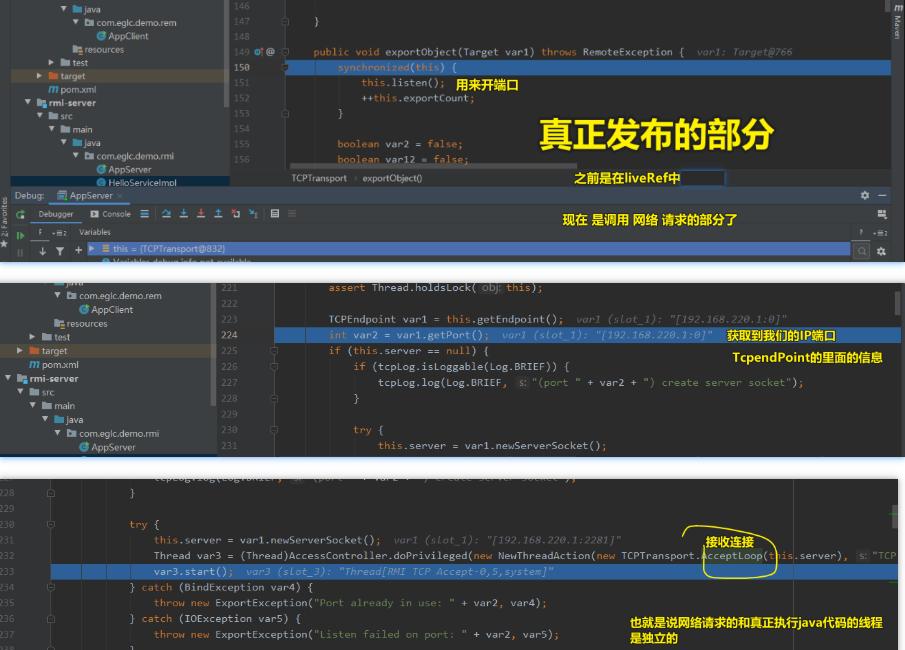 java
com.eglc.demo.rem
AppClient
resources
test
target
pom.xml
rmi-server
src
main
java
com.eglc.demo.rmi
AppServer
HelloServiceImpl
146
147 }
148
149 public void exportObject(Target var1) throws RemoteException { var1: Target@766
150 synchronized(this) {
151 this.listen(); 用来开端口
152 ++this.exportCount;
153 }
154
155 boolean var2 = false;
156 boolean var12 = false;
真正发布的部分
TCPTransport › exportObject()
之前是在liveRef中
Maven
Debug: AppServer
现在 是调用 网络 请求的部分了
Debugger Console
Variables
this = {TCPTransport@832}
Variables debug info not available
Favorites
java
com.eglc.demo.rem
AppClient
resources
test
target
pom.xml
rmi-server
src
main
java
com.eglc.demo.rmi
AppServer
221 assert Thread.holdsLock( obj: this);
222
223 TCPEndpoint var1 = this.getEndpoint(); var1 (slot_1): "[192.168.220.1:0]"
224 int var2 = var1.getPort(); var1 (slot_1): "[192.168.220.1:0]" 获取到我们的IP端口
225 if (this.server == null) {
TcpendPoint的里面的信息
226 if (tcpLog.isLoggable(Log.BRIEF)) {
227 tcpLog.log(Log.BRIEF, s: "(port " + var2 + ") create server socket");
228 }
229
230 try {
231 this.server = var1.newServerSocket();
228 }
229
230 try {
231 this.server = var1.newServerSocket(); var1 (slot_1): "[192.168.220.1:2281]"
接收连接
232 Thread var3 = (Thread)AccessController.doPrivileged(new NewThreadAction(new TCPTransport.AcceptLoop(this.server), s: "TCP
233 var3.start(); var3 (slot_3): "Thread[RMI TCP Accept-0,5,system]"
234 } catch (BindException var4) {
235 throw new ExportException("Port already in use: " + var2, var4);
236 } catch (IOException var5) {
237 throw new ExportException("Listen failed on port: " + var2, var5);
也就是说网络请求的和真正执行java代码的线程
是独立的